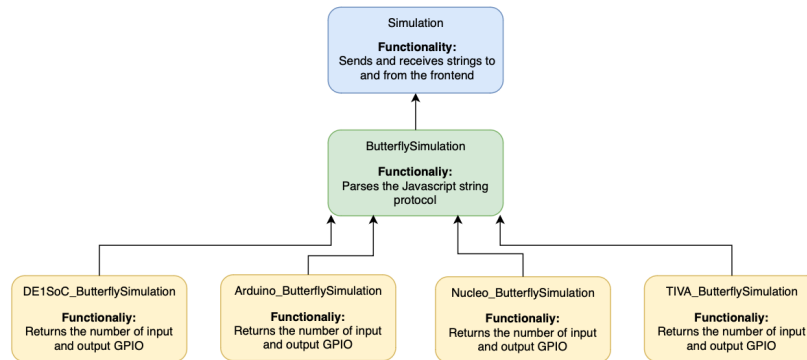 Simulation
Functionality:
Sends and receives strings to
and from the frontend
ButterflySimulation
Functionaliy:
Parses the Javascript string
protocol
DE1SoC_ButterflySimulation
Functionaliy:
Returns the number of input
and output GPIO
Arduino_ButterflySimulation
Functionaliy:
Returns the number of input
and output GPIO
Nucleo_ButterflySimulation
Functionaliy:
Returns the number of input
and output GPIO
TIVA_ButterflySimulation
Functionaliy:
Returns the number of input
and output GPIO